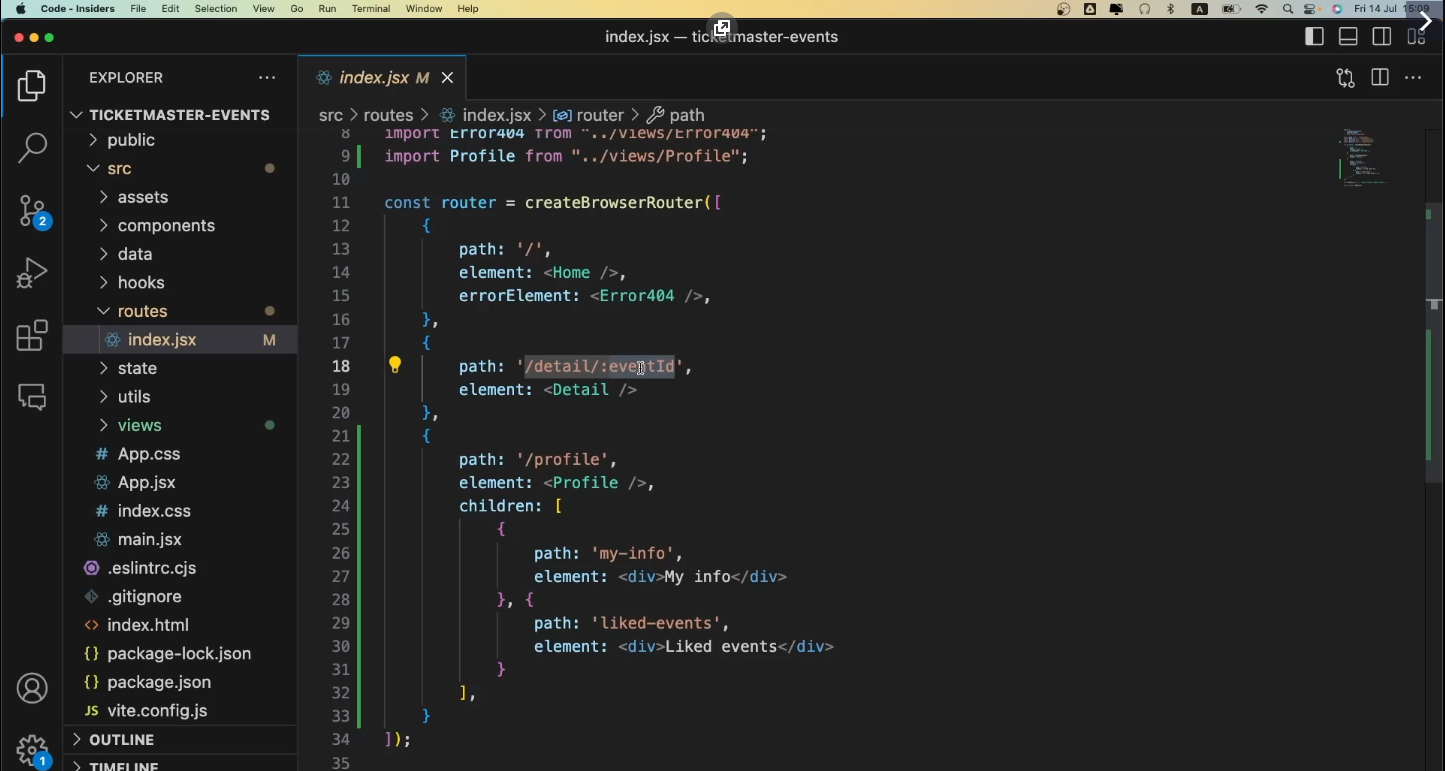 Code - Insiders File Edit Selection View Go Run Terminal Window Help A Fri 14 Jul 15:09
index.jsx — ticketmaster-events
EXPLORER
index.jsx M
TICKETMASTER-EVENTS
src > routes > index.jsx > router > path
public
src
assets
components
data
hooks
routes
index.jsx M
state
utils
views
# App.css
App.jsx
# index.css
main.jsx
.eslintrc.cjs
.gitignore
<> index.html
{} package-lock.json
{} package.json
JS vite.config.js
OUTLINE
TIMELINE
2
1
8 import Error404 from "../views/Error404";
9 import Profile from "../views/Profile";
10
11 const router = createBrowserRouter([
12 {
13 path: '/',
14 element: <Home />,
15 errorElement: <Error404 />,
16 },
17 {
18 path: '/detail/:eventId',
19 element: <Detail />
20 },
21 {
22 path: '/profile',
23 element: <Profile />,
24 children: [
25 {
26 path: 'my-info',
27 element: <div>My info</div>
28 }, {
29 path: 'liked-events',
30 element: <div>Liked events</div>
31 }
32 ],
33 }
34 ]);
35